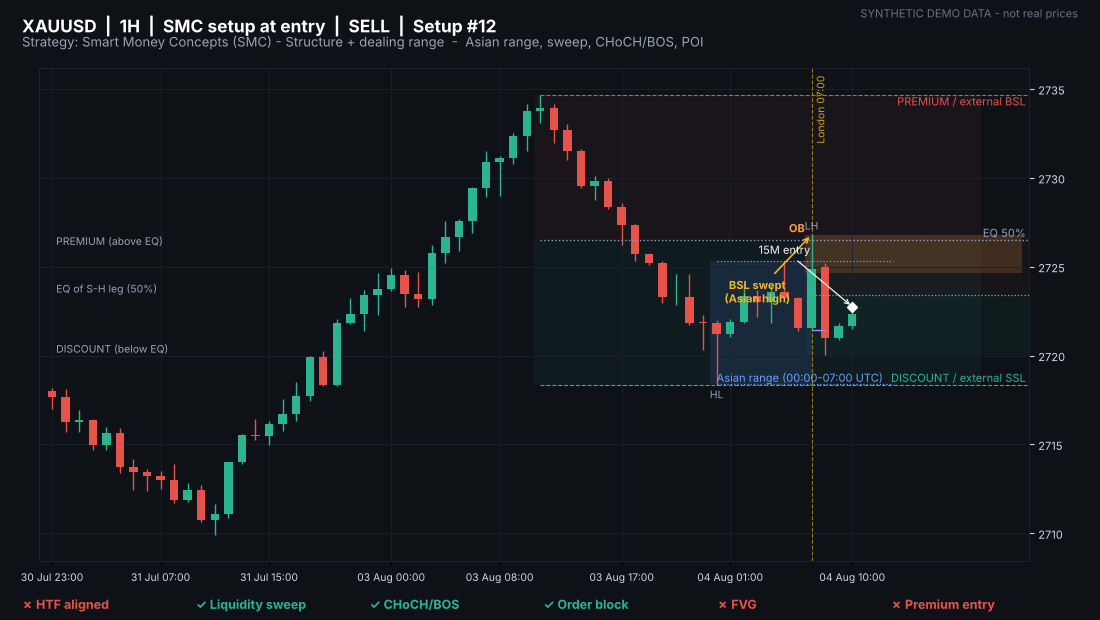 SYNTHETIC DEMO DATA - not real prices
XAUUSD | 1H | SMC setup at entry | SELL | Setup #12
Strategy: Smart Money Concepts (SMC) - Structure + dealing range - Asian range, sweep, CHoCH/BOS, POI
London 07:00
2735
PREMIUM / external BSL
2730
OB
LH
EQ 50%
PREMIUM (above EQ)
15M entry
2725
EQ of S-H leg (50%)
BSL swept
(Asian high)
DISCOUNT (below EQ)
2720
Asian range (00:00-07:00 UTC)
DISCOUNT / external SSL
HL
2715
2710
30 Jul 23:00
31 Jul 07:00
31 Jul 15:00
03 Aug 00:00
03 Aug 08:00
03 Aug 17:00
04 Aug 01:00
04 Aug 10:00
× HTF aligned
✓ Liquidity sweep
✓ CHoCH/BOS
✓ Order block
× FVG
× Premium entry